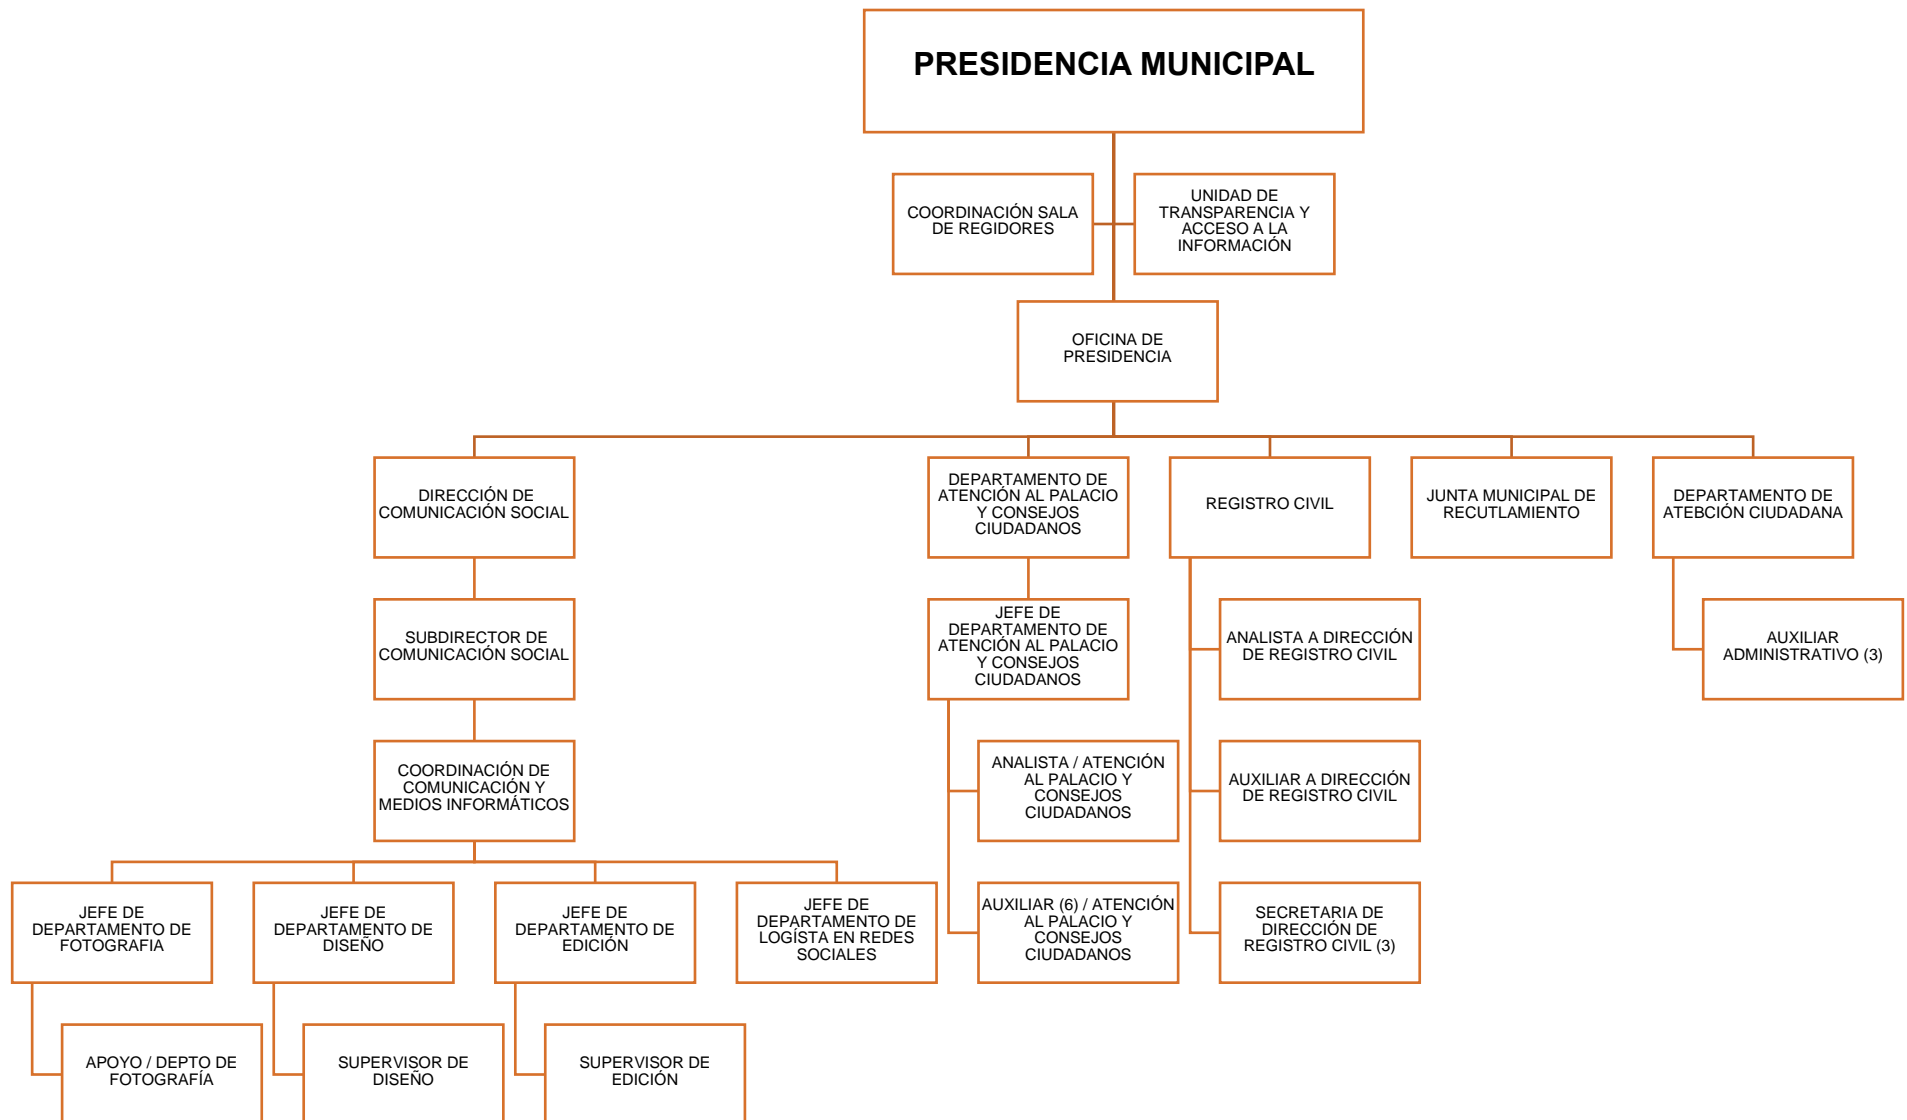 PRESIDENCIA MUNICIPAL
COORDINACIÓN SALA
DE REGIDORES
UNIDAD DE
TRANSPARENCIA Y
ACCESO A LA
INFORMACIÓN
OFICINA DE
PRESIDENCIA
DIRECCIÓN DE
COMUNICACIÓN SOCIAL
DEPARTAMENTO DE
ATENCIÓN AL PALACIO
Y CONSEJOS
CIUDADANOS
REGISTRO CIVIL
JUNTA MUNICIPAL DE
RECUTLAMIENTO
DEPARTAMENTO DE
ATEBCIÓN CIUDADANA
SUBDIRECTOR DE
COMUNICACIÓN SOCIAL
JEFE DE
DEPARTAMENTO DE
ATENCIÓN AL PALACIO
Y CONSEJOS
CIUDADANOS
ANALISTA A DIRECCIÓN
DE REGISTRO CIVIL
AUXILIAR
ADMINISTRATIVO (3)
COORDINACIÓN DE
COMUNICACIÓN Y
MEDIOS INFORMÁTICOS
ANALISTA / ATENCIÓN
AL PALACIO Y
CONSEJOS
CIUDADANOS
AUXILIAR A DIRECCIÓN
DE REGISTRO CIVIL
JEFE DE
DEPARTAMENTO DE
FOTOGRAFIA
JEFE DE
DEPARTAMENTO DE
DISEÑO
JEFE DE
DEPARTAMENTO DE
EDICIÓN
JEFE DE
DEPARTAMENTO DE
LOGÍSTA EN REDES
SOCIALES
AUXILIAR (6) / ATENCIÓN
AL PALACIO Y
CONSEJOS
CIUDADANOS
SECRETARIA DE
DIRECCIÓN DE
REGISTRO CIVIL (3)
APOYO / DEPTO DE
FOTOGRAFÍA
SUPERVISOR DE
DISEÑO
SUPERVISOR DE
EDICIÓN